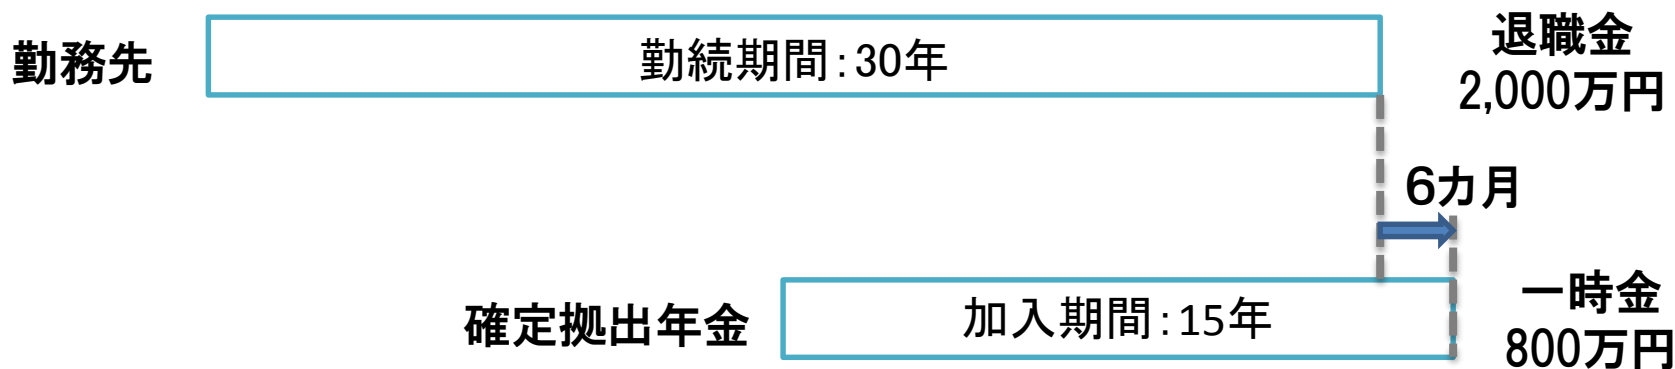 勤務先
勤続期間:30年
退職金
2,000万円
6カ月
確定拠出年金
加入期間:15年
一時金
800万円